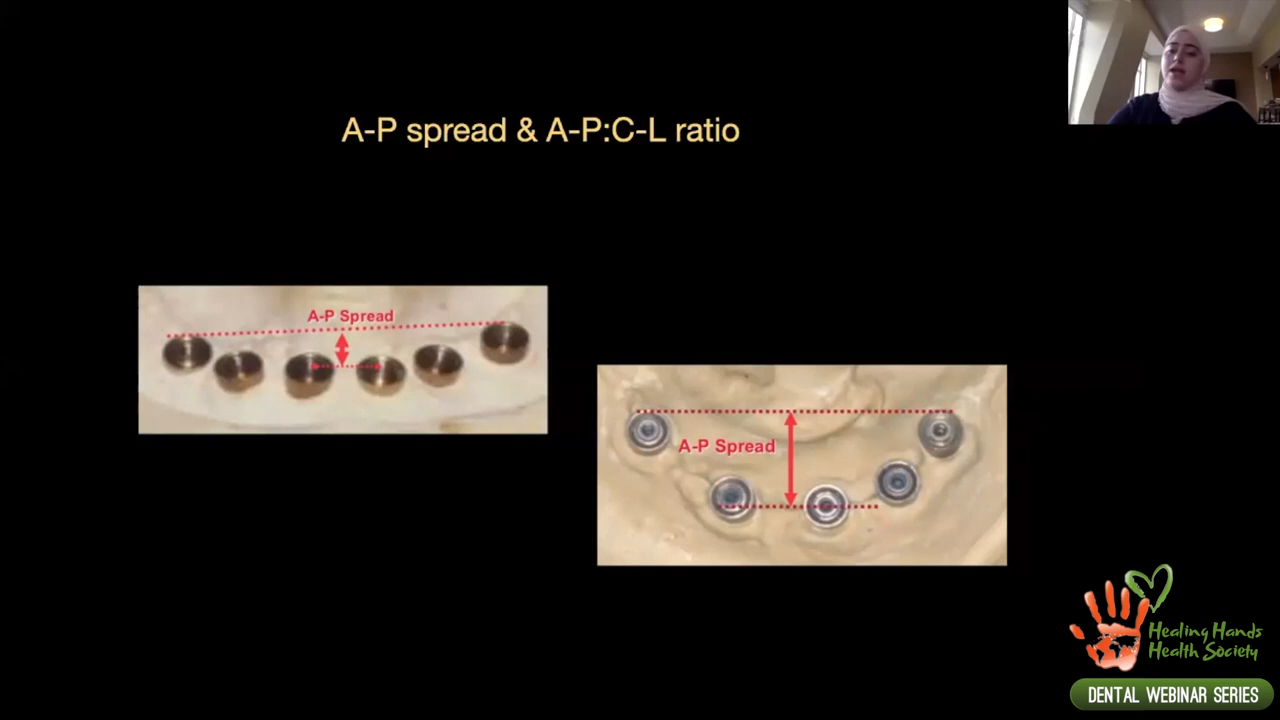 A-P spread & A-P:C-L ratio
A-P Spread
A-P Spread
Healing Hands
Health Society
DENTAL WEBINAR SERIES